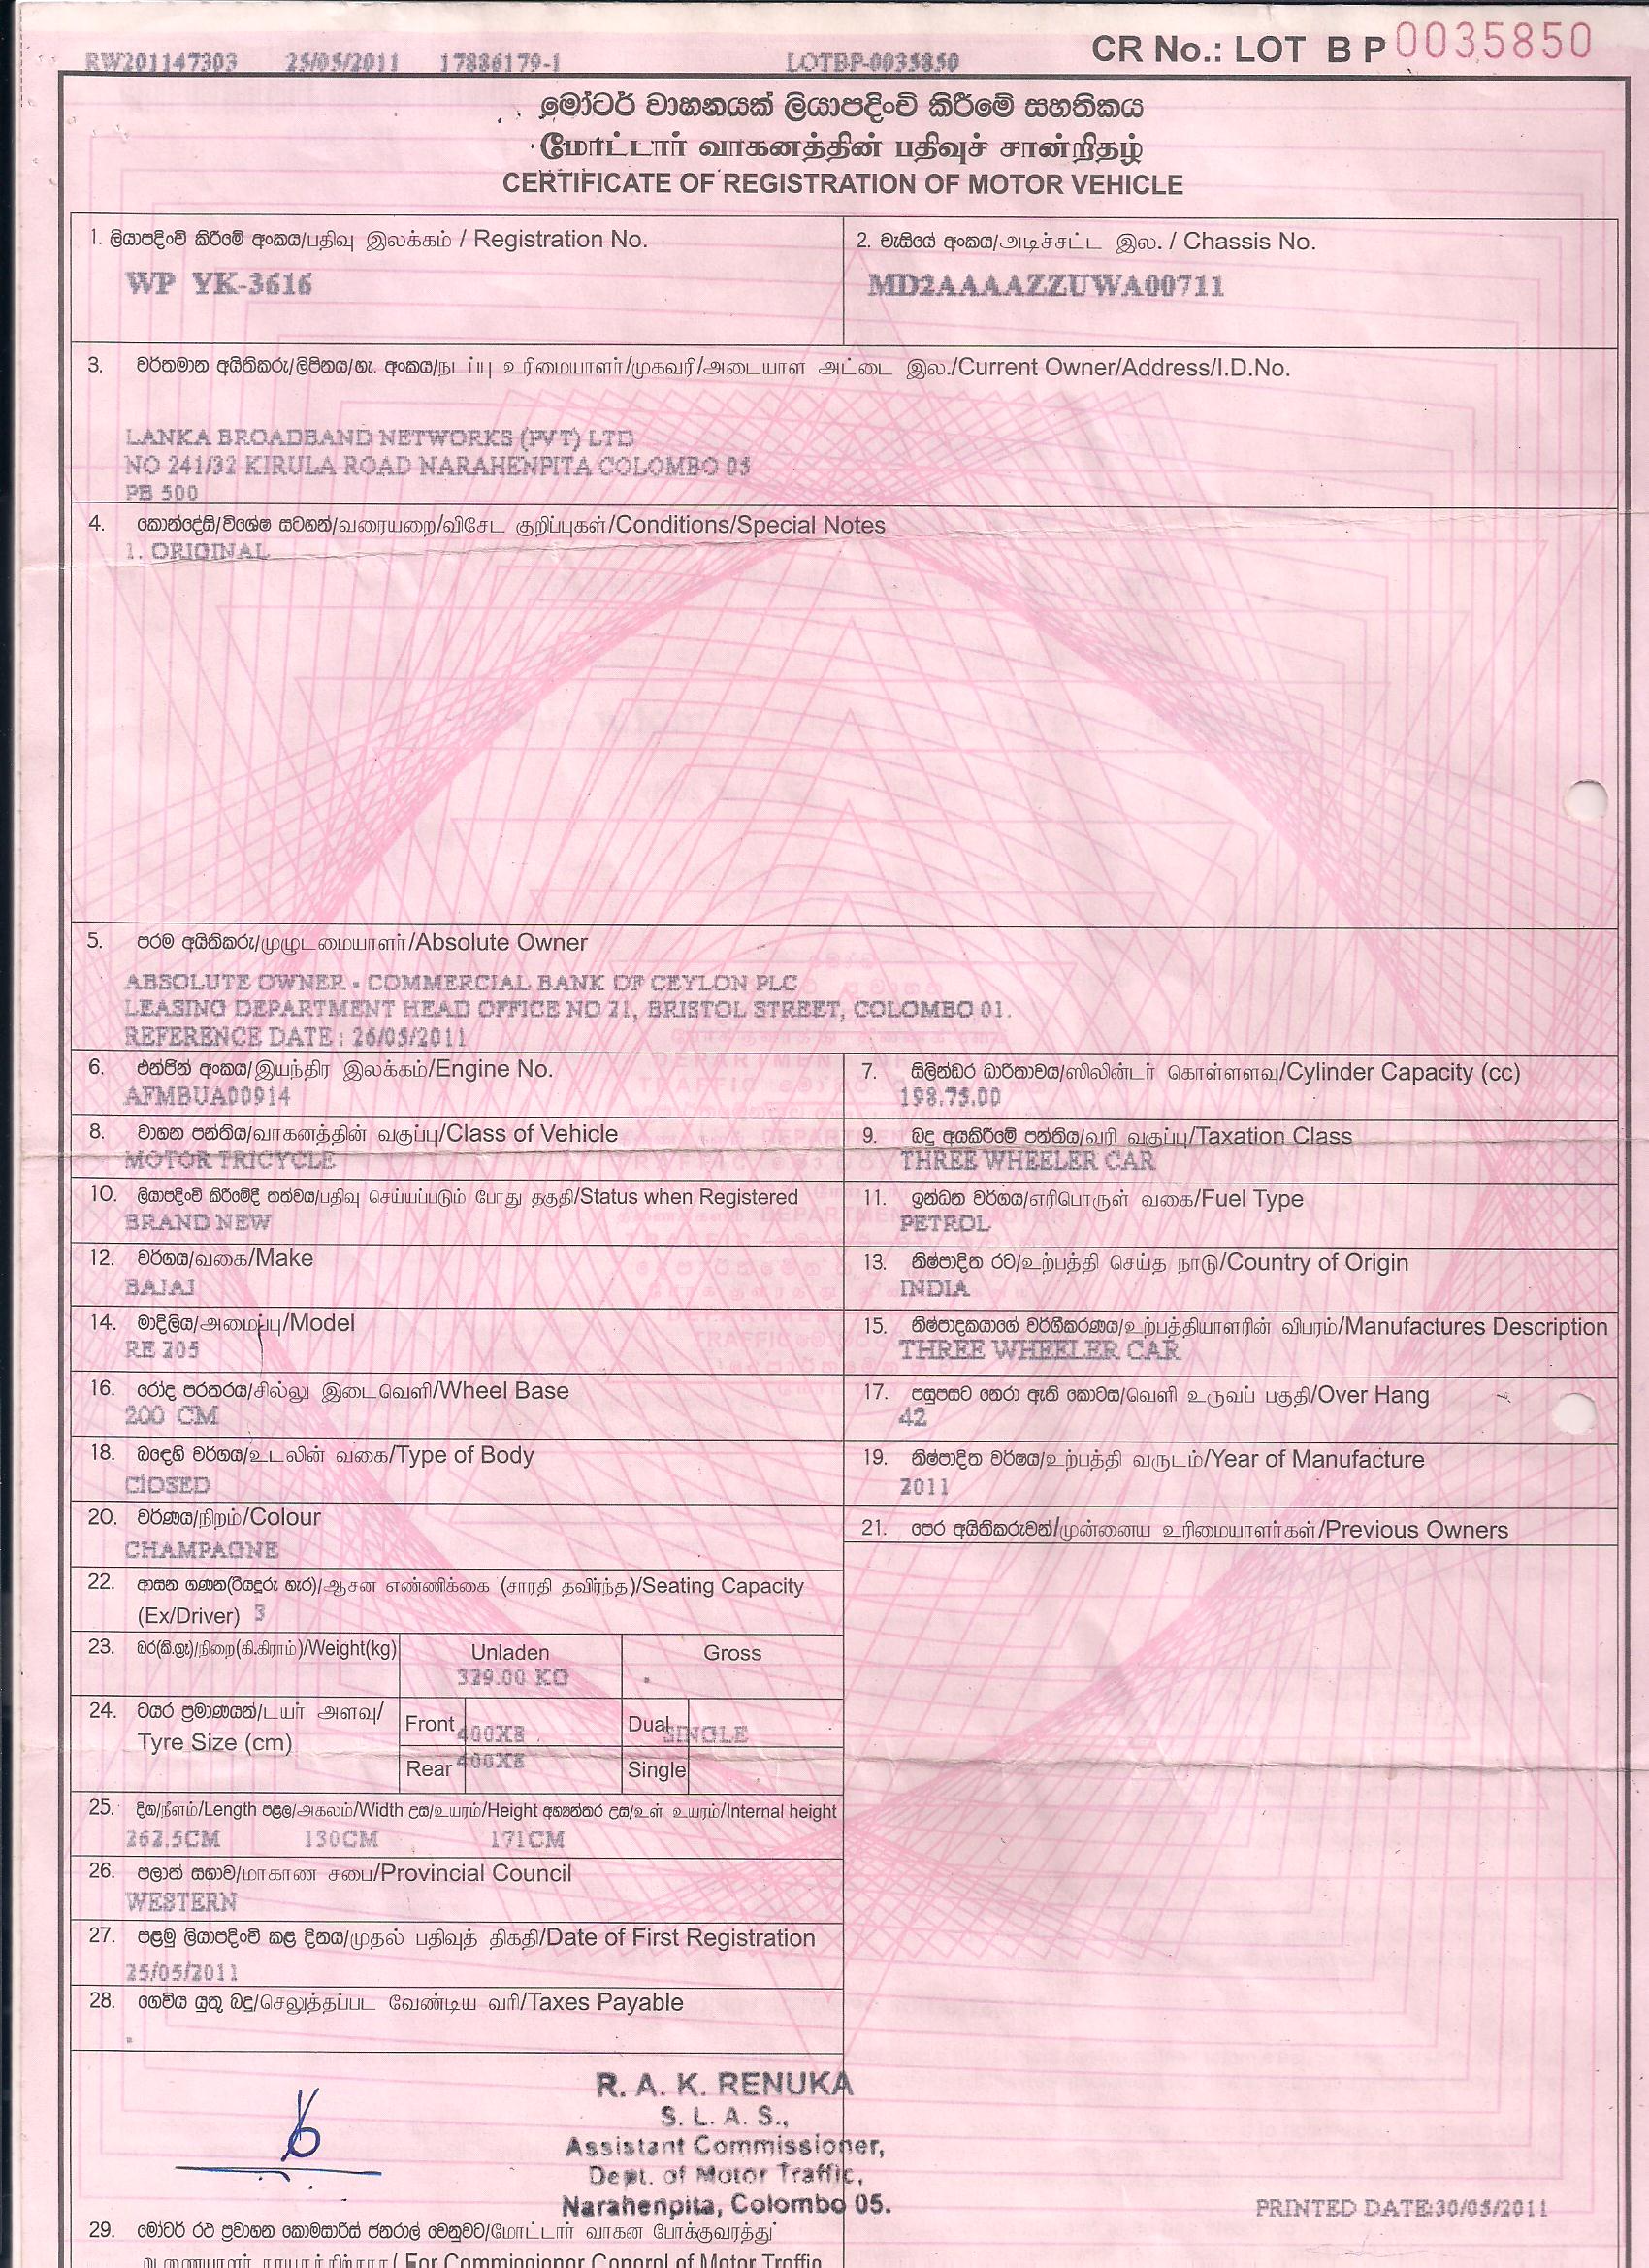 RW201147303 25/05/2011 17886179-1 LOTBP-0035850 CR No.: LOT B P 0035850
මෝටර් වාහනයක් ලියාපදිංචි කිරීමේ සහතිකය
மோட்டார் வாகனத்தின் பதிவுச் சான்றிதழ்
CERTIFICATE OF REGISTRATION OF MOTOR VEHICLE
1. ලියාපදිංචි කිරීමේ අංකය/பதிவு இலக்கம் / Registration No.
WP YK-3616
2. චැසියේ අංකය/அடிச்சட்ட இல. / Chassis No.
MD2AAAAZZUWA00711
3. වර්තමාන අයිතිකරු/ලිපිනය/හැ. අංකය/நடப்பு உரிமையாளர்/முகவரி/அடையாள அட்டை இல./Current Owner/Address/I.D.No.
LANKA BROADBAND NETWORKS (PVT) LTD
NO 241/32 KIRULA ROAD NARAHENPITA COLOMBO 05
PB 500
4. කොන්දේසි/විශේෂ සටහන්/வரையறை/விசேட குறிப்புகள்/Conditions/Special Notes
1. ORIGINAL
5. පරම අයිතිකරු/முழுடமையாளர்/Absolute Owner
ABSOLUTE OWNER - COMMERCIAL BANK OF CEYLON PLC
LEASING DEPARTMENT HEAD OFFICE NO 21, BRISTOL STREET, COLOMBO 01.
REFERENCE DATE : 26/05/2011
6. එන්ජින් අංකය/இயந்திர இலக்கம்/Engine No.
AFMBUA00914
7. සිලින්ඩර ධාරිතාවය/ஸிலின்டர் கொள்ளளவு/Cylinder Capacity (cc)
198.75.00
8. වාහන පන්තිය/வாகனத்தின் வகுப்பு/Class of Vehicle
MOTOR TRICYCLE
9. බදු අයකිරීමේ පන්තිය/வரி வகுப்பு/Taxation Class
THREE WHEELER CAR
10. ලියාපදිංචි කිරීමේදී තත්වය/பதிவு செய்யப்படும் போது தகுதி/Status when Registered
BRAND NEW
11. ඉන්ධන වර්ගය/எரிபொருள் வகை/Fuel Type
PETROL
12. වර්ගය/வகை/Make
BAJAJ
13. නිෂ්පාදිත රට/உற்பத்தி செய்த நாடு/Country of Origin
INDIA
14. මාදිලිය/அமைப்பு/Model
RE 205
15. නිෂ්පාදකයාගේ වර්ගීකරණය/உற்பத்தியாளரின் விபரம்/Manufactures Description
THREE WHEELER CAR
16. රෝද පරතරය/சில்லு இடைவெளி/Wheel Base
200 CM
17. පසුපසට නෙරා ඇති කොටස/வெளி உருவப் பகுதி/Over Hang
42
18. බඳෙහි වර්ගය/உடலின் வகை/Type of Body
ClOSED
19. නිෂ්පාදිත වර්ෂය/உற்பத்தி வருடம்/Year of Manufacture
2011
20. වර්ණය/நிறம்/Colour
CHAMPAGNE
21. පෙර අයිතිකරුවන්/முன்னைய உரிமையாளர்கள்/Previous Owners
22. ආසන ගණන(රියදුරු හැර)/ஆசன எண்ணிக்கை (சாரதி தவிர்ந்த)/Seating Capacity
(Ex/Driver) 3
23. බර(කි.ග්‍රෑ)/நிறை(கி.கிராம்)/Weight(kg) Unladen Gross
329.00 KG .
24. ටයර ප්‍රමාණයන්/டயர் அளவு/
Tyre Size (cm)
Front 400X8 Dual SINGLE
Rear 400X8 Single
25. දිග/நீளம்/Length පළල/அகலம்/Width උස/உயரம்/Height අභ්‍යන්තර උස/உள் உயரம்/Internal height
262.5CM 130CM 171CM
26. පලාත් සභාව/மாகாண சபை/Provincial Council
WESTERN
27. පළමු ලියාපදිංචි කළ දිනය/முதல் பதிவுத் திகதி/Date of First Registration
25/05/2011
28. ගෙවිය යුතු බදු/செலுத்தப்பட வேண்டிய வரி/Taxes Payable
R. A. K. RENUKA
S. L. A. S.,
Assistant Commissioner,
Dept. of Motor Traffic,
Narahenpita, Colombo 05.
PRINTED DATE:30/05/2011
29. මෝටර් රථ ප්‍රවාහන කොමසාරිස් ජනරාල් වෙනුවට/மோட்டார் வாகன போக்குவரத்து
For Commissioner General of Motor Traffic